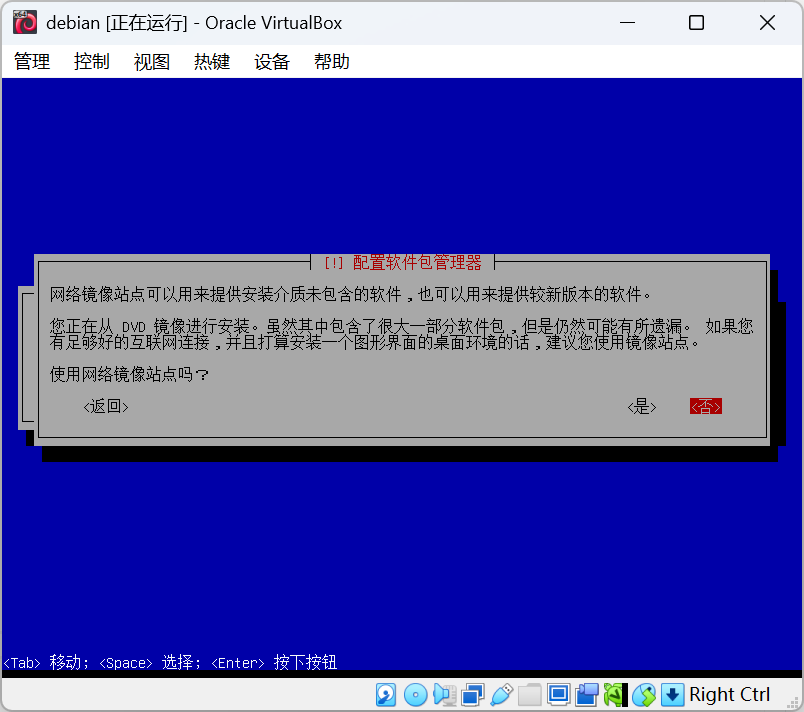 debian [正在运行] - Oracle VirtualBox
管理 控制 视图 热键 设备 帮助
[!] 配置软件包管理器
网络镜像站点可以用来提供安装介质未包含的软件，也可以用来提供较新版本的软件。
您正在从 DVD 镜像进行安装。虽然其中包含了很大一部分软件包，但是仍然可能有所遗漏。 如果您
有足够好的互联网连接，并且打算安装一个图形界面的桌面环境的话，建议您使用镜像站点。
使用网络镜像站点吗？
<返回> <是> <否>
<Tab> 移动; <Space> 选择; <Enter> 按下按钮
Right Ctrl